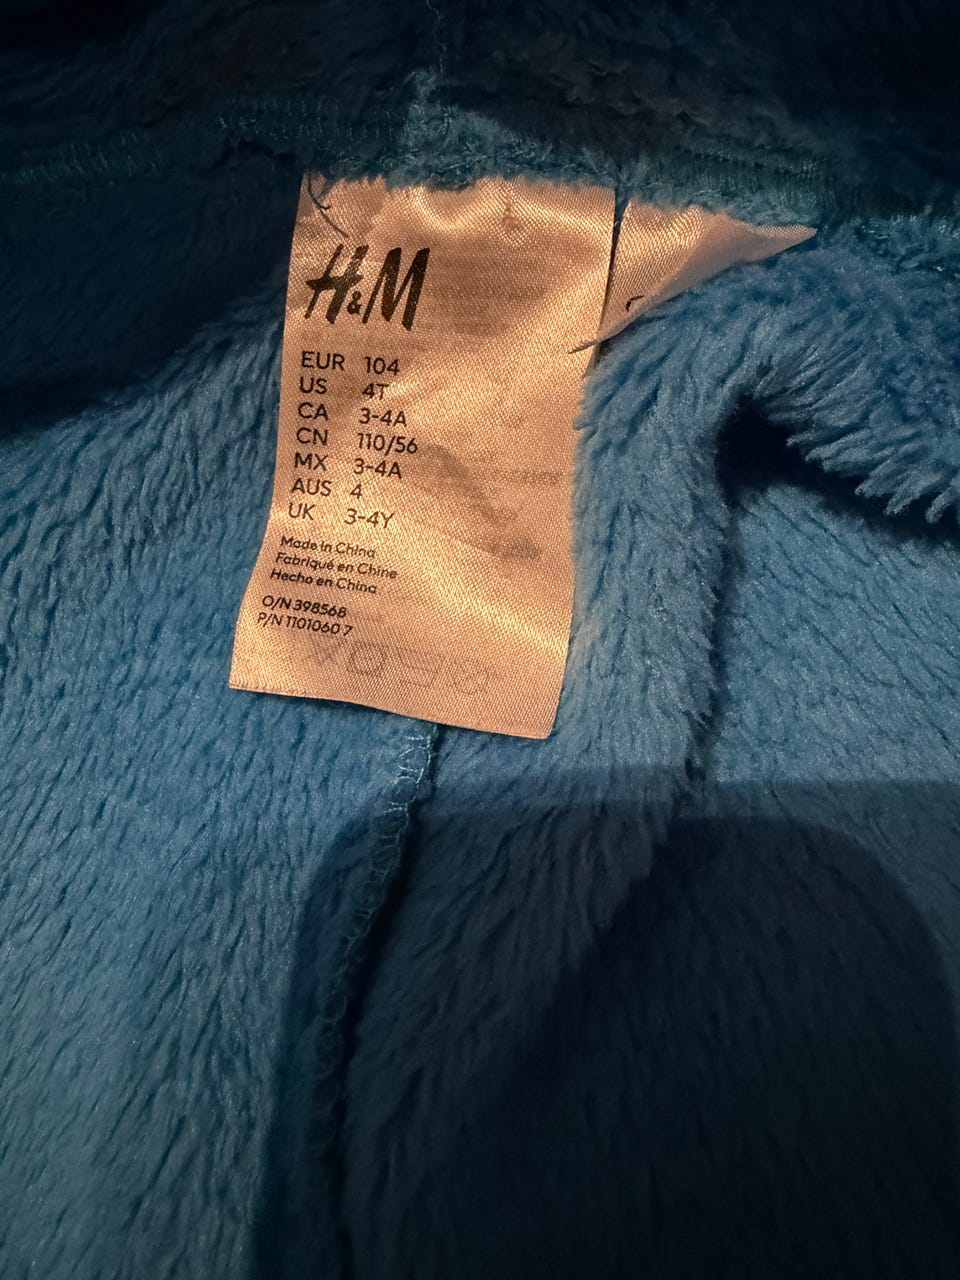 H&M
EUR 104
US 4T
CA 3-4A
CN 110/56
MX 3-4A
AUS 4
UK 3-4Y
Made in China
Fabriqué en Chine
Hecho en China
O/N 398568
P/N 1101060 7